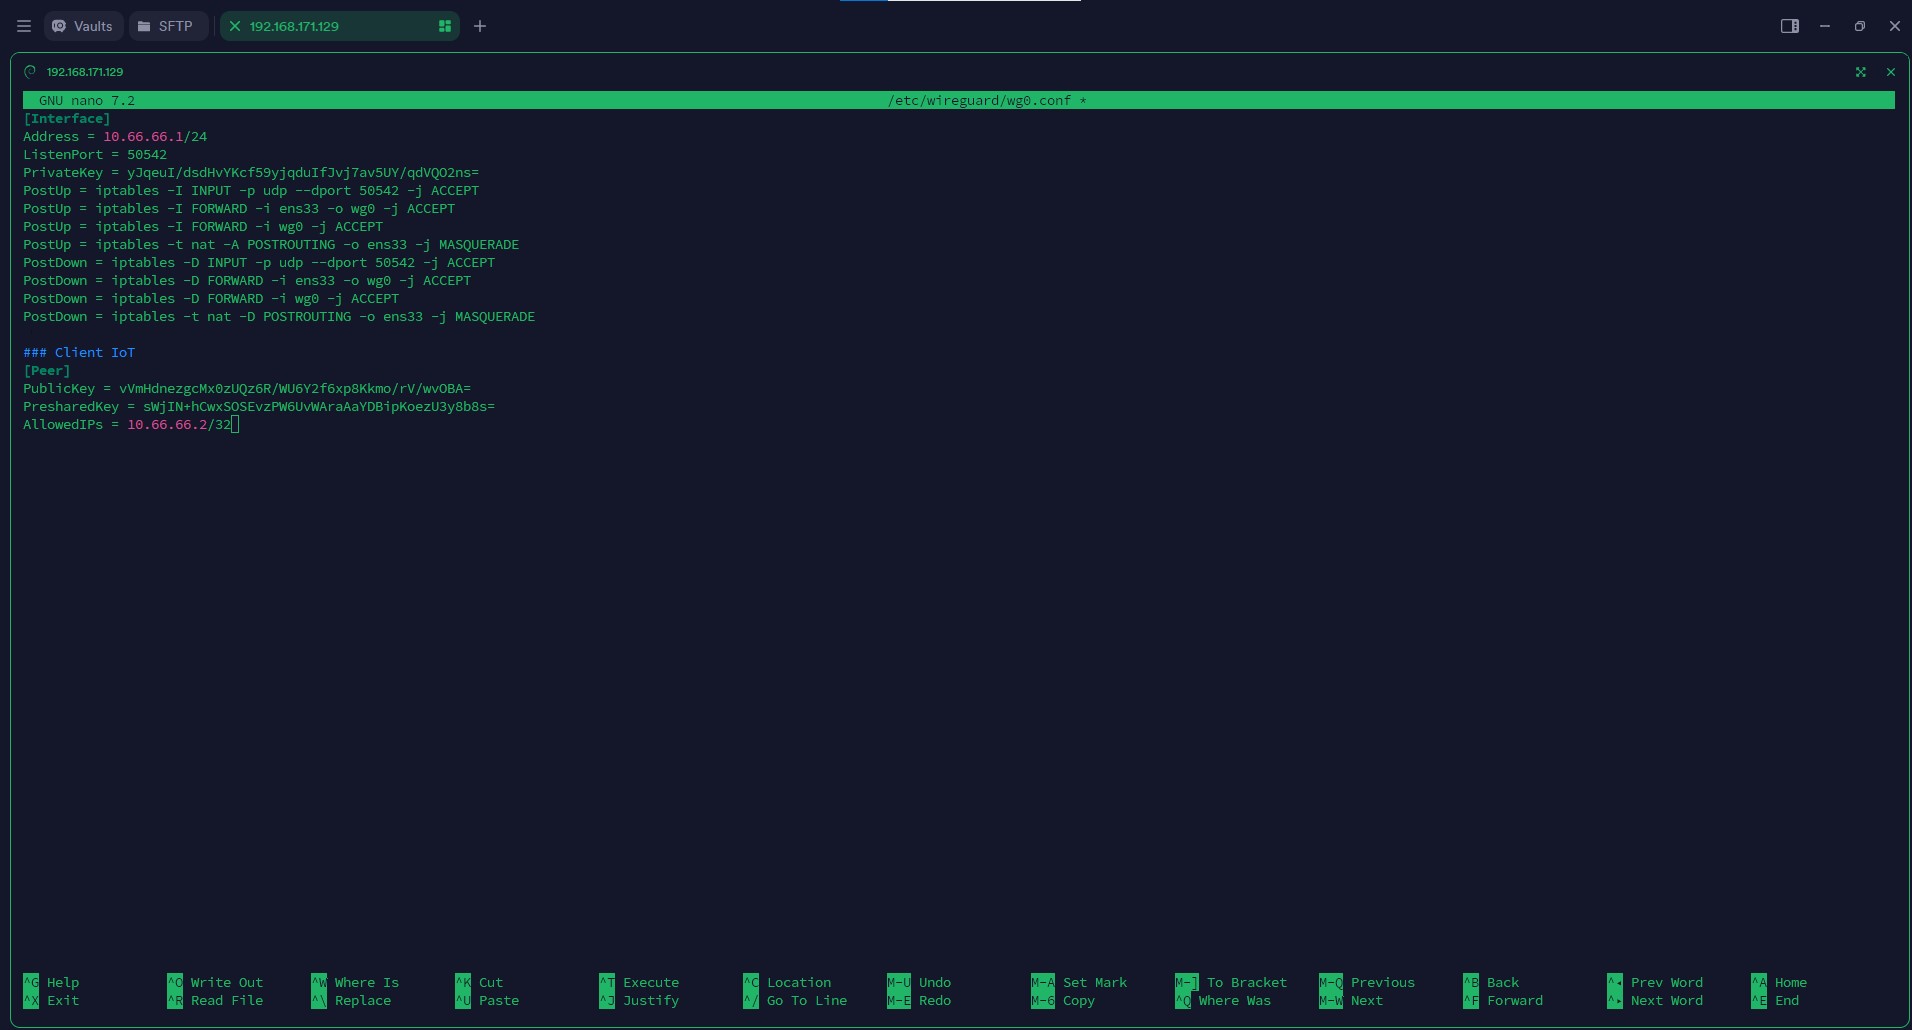 Vaults SFTP 192.168.171.129
192.168.171.129
GNU nano 7.2 /etc/wireguard/wg0.conf *
[Interface]
Address = 10.66.66.1/24
ListenPort = 50542
PrivateKey = yJqeuI/dsdHvYKcf59yjqduIfJvj7av5UY/qdVQO2ns=
PostUp = iptables -I INPUT -p udp --dport 50542 -j ACCEPT
PostUp = iptables -I FORWARD -i ens33 -o wg0 -j ACCEPT
PostUp = iptables -I FORWARD -i wg0 -j ACCEPT
PostUp = iptables -t nat -A POSTROUTING -o ens33 -j MASQUERADE
PostDown = iptables -D INPUT -p udp --dport 50542 -j ACCEPT
PostDown = iptables -D FORWARD -i ens33 -o wg0 -j ACCEPT
PostDown = iptables -D FORWARD -i wg0 -j ACCEPT
PostDown = iptables -t nat -D POSTROUTING -o ens33 -j MASQUERADE
### Client IoT
[Peer]
PublicKey = vVmHdnezgcMx0zUQz6R/WU6Y2f6xp8Kkmo/rV/wvOBA=
PresharedKey = sWjIN+hCwxSOSEvzPW6UvWAraAaYDBipKoezU3y8b8s=
AllowedIPs = 10.66.66.2/32
^G Help ^O Write Out ^W Where Is ^K Cut ^T Execute ^C Location M-U Undo M-A Set Mark M-] To Bracket M-Q Previous ^B Back ^◂ Prev Word ^A Home
^X Exit ^R Read File ^\ Replace ^U Paste ^J Justify ^/ Go To Line M-E Redo M-6 Copy ^Q Where Was M-W Next ^F Forward ^▸ Next Word ^E End